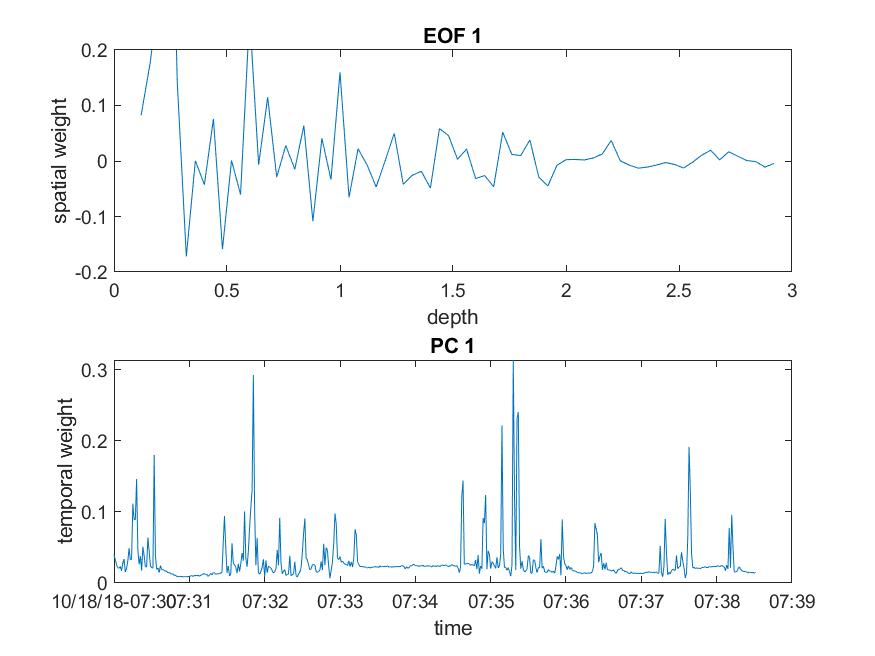 EOF 1
0.2
0.1
0
-0.1
-0.2
spatial weight
0 0.5 1 1.5 2 2.5 3
depth
PC 1
0.3
0.2
0.1
0
temporal weight
10/18/18-07:30 07:31 07:32 07:33 07:34 07:35 07:36 07:37 07:38 07:39
time